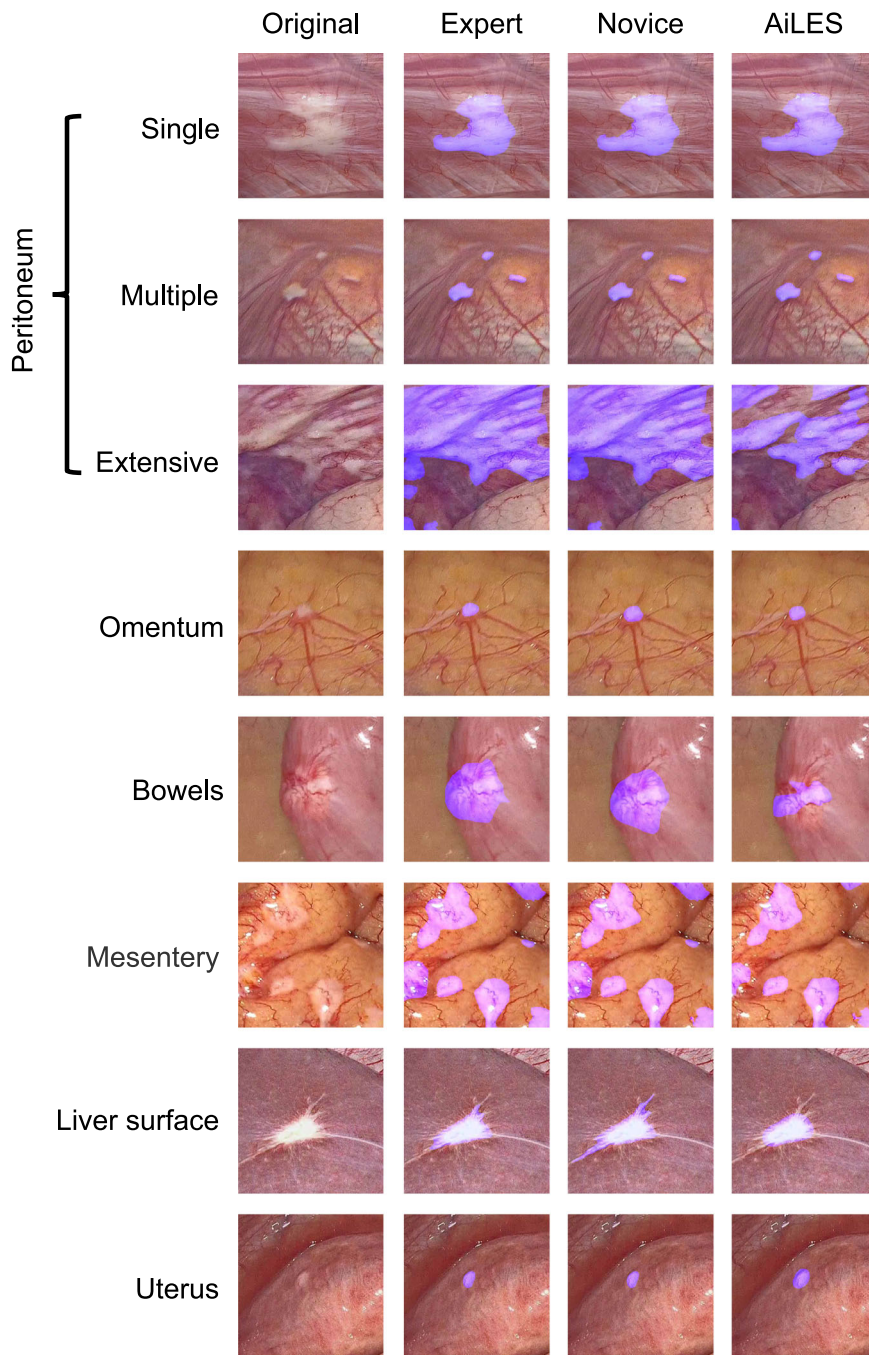 Original Expert Novice AiLES
Peritoneum
Single
Multiple
Extensive
Omentum
Bowels
Mesentery
Liver surface
Uterus